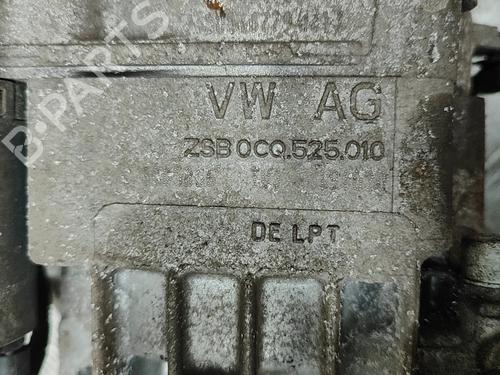 VW AG
ZSB 0CQ.525.010
DE LPT
B-PARTS